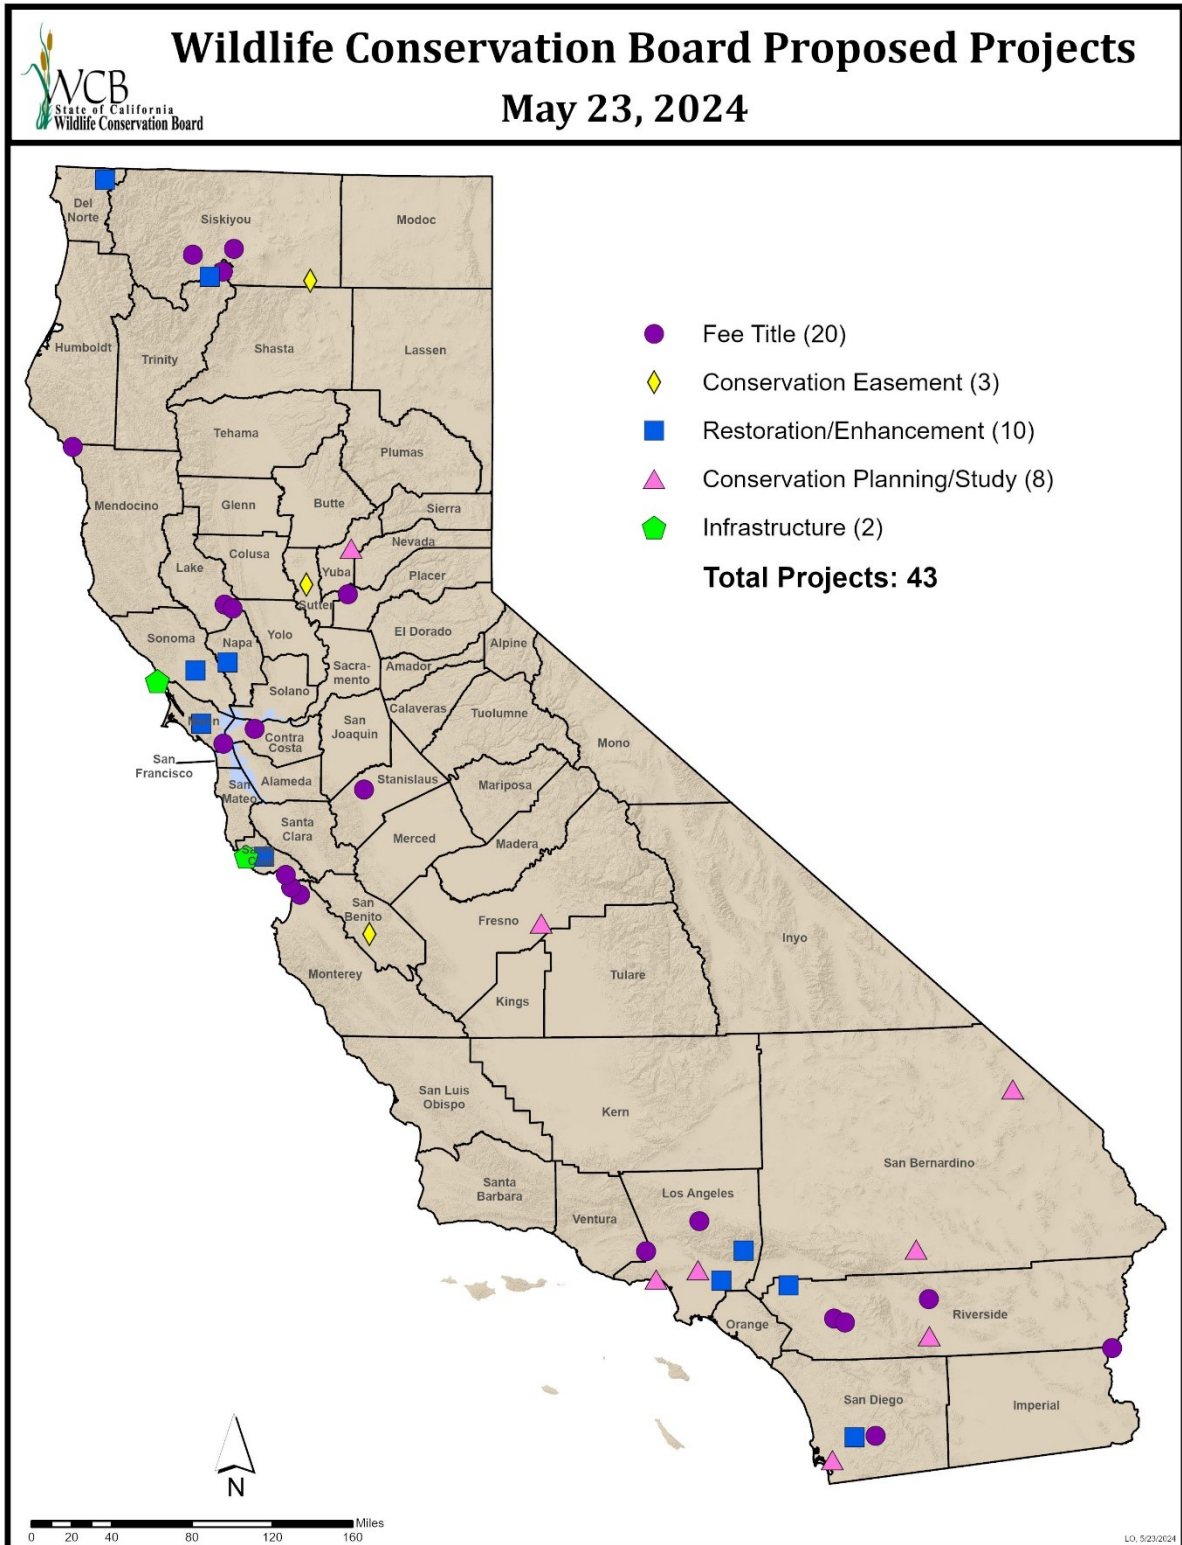 Wildlife Conservation Board Proposed Projects
May 23, 2024
WCB
State of California
Wildlife Conservation Board
Del
Norte
Siskiyou
Modoc
Humboldt
Trinity
Shasta
Lassen
Fee Title (20)
Conservation Easement (3)
Restoration/Enhancement (10)
Conservation Planning/Study (8)
Infrastructure (2)
Total Projects: 43
Tehama
Plumas
Mendocino
Glenn
Butte
Sierra
Lake
Colusa
Nevada
Yuba
Placer
Sutter
Sonoma
Napa
Yolo
El Dorado
Alpine
Sacra-
mento
Amador
Solano
Calaveras
Tuolumne
San
Joaquin
Contra
Costa
Mono
San
Francisco
Alameda
Stanislaus
Mariposa
San
Mateo
Santa
Clara
Merced
Madera
San
Benito
Fresno
Inyo
Monterey
Tulare
Kings
San Luis
Obispo
Kern
San Bernardino
Santa
Barbara
Ventura
Los Angeles
Orange
Riverside
San Diego
Imperial
N
Miles
0 20 40 80 120 160
LO, 5/23/2024